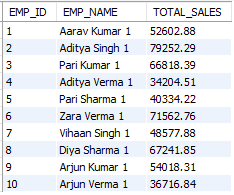 EMP_ID EMP_NAME TOTAL_SALES
1 Aarav Kumar 1 52602.88
2 Aditya Singh 1 79252.29
3 Pari Kumar 1 66818.39
4 Aditya Verma 1 34204.51
5 Pari Sharma 1 40334.22
6 Zara Verma 1 71562.76
7 Vihaan Singh 1 48577.88
8 Diya Sharma 1 67241.85
9 Arjun Kumar 1 54018.31
10 Arjun Verma 1 36716.84